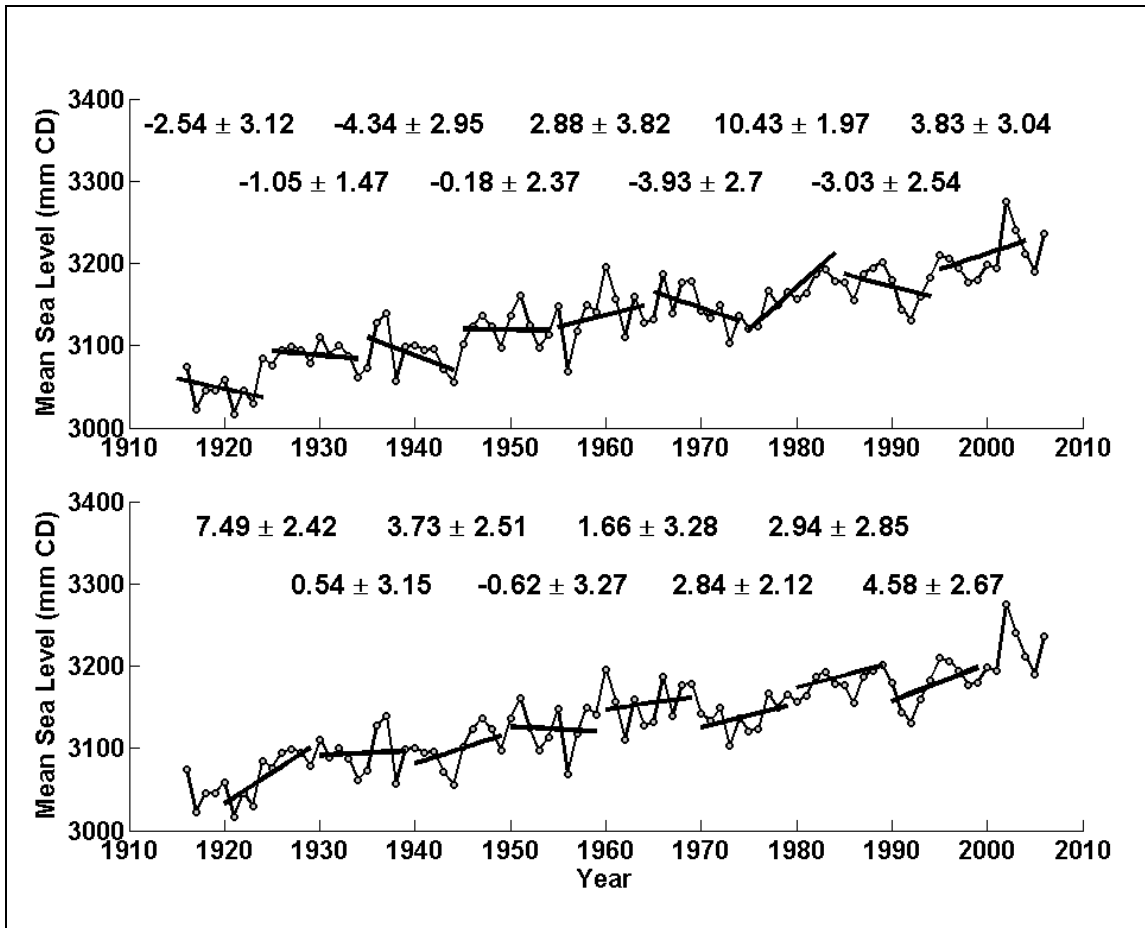 3400
-2.54 ± 3.12 -4.34 ± 2.95 2.88 ± 3.82 10.43 ± 1.97 3.83 ± 3.04
3300
-1.05 ± 1.47 -0.18 ± 2.37 -3.93 ± 2.7 -3.03 ± 2.54
3200
3100
3000
Mean Sea Level (mm CD)
1910 1920 1930 1940 1950 1960 1970 1980 1990 2000 2010
3400
7.49 ± 2.42 3.73 ± 2.51 1.66 ± 3.28 2.94 ± 2.85
3300
0.54 ± 3.15 -0.62 ± 3.27 2.84 ± 2.12 4.58 ± 2.67
3200
3100
3000
Mean Sea Level (mm CD)
1910 1920 1930 1940 1950 1960 1970 1980 1990 2000 2010
Year